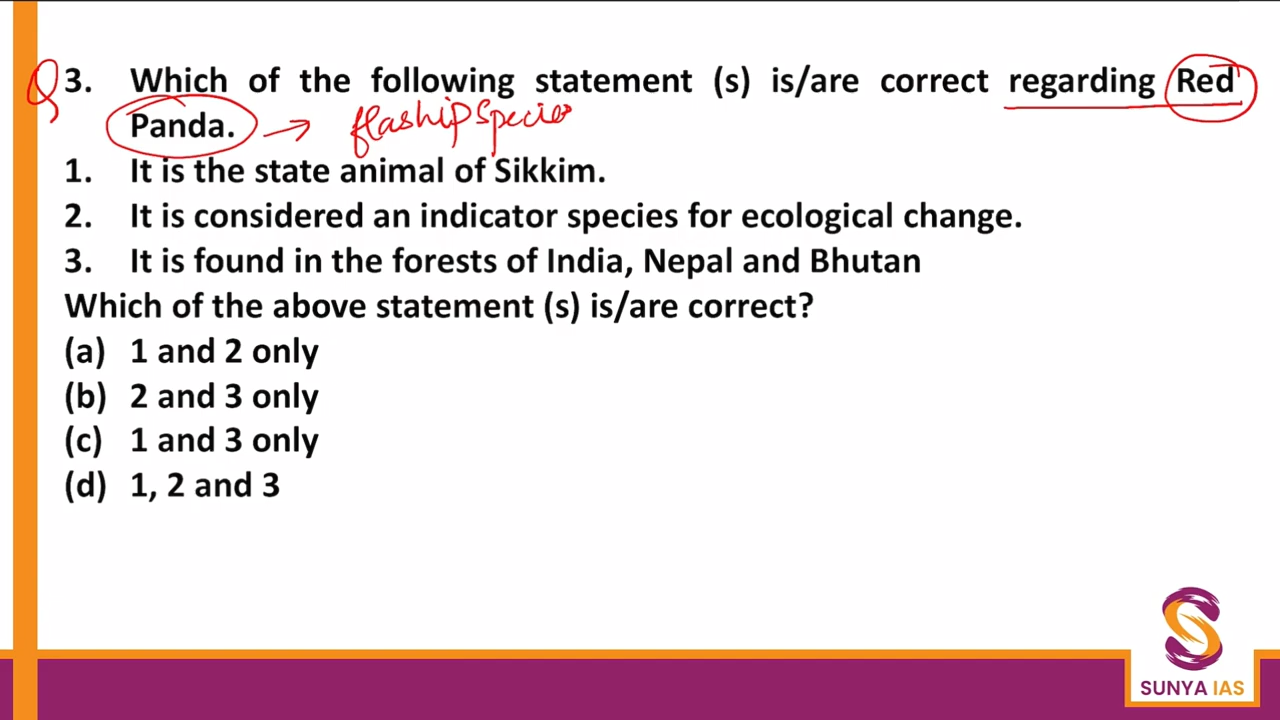 Q 3. Which of the following statement (s) is/are correct regarding Red
Panda. → flaship species
1. It is the state animal of Sikkim.
2. It is considered an indicator species for ecological change.
3. It is found in the forests of India, Nepal and Bhutan
Which of the above statement (s) is/are correct?
(a) 1 and 2 only
(b) 2 and 3 only
(c) 1 and 3 only
(d) 1, 2 and 3
SUNYA IAS